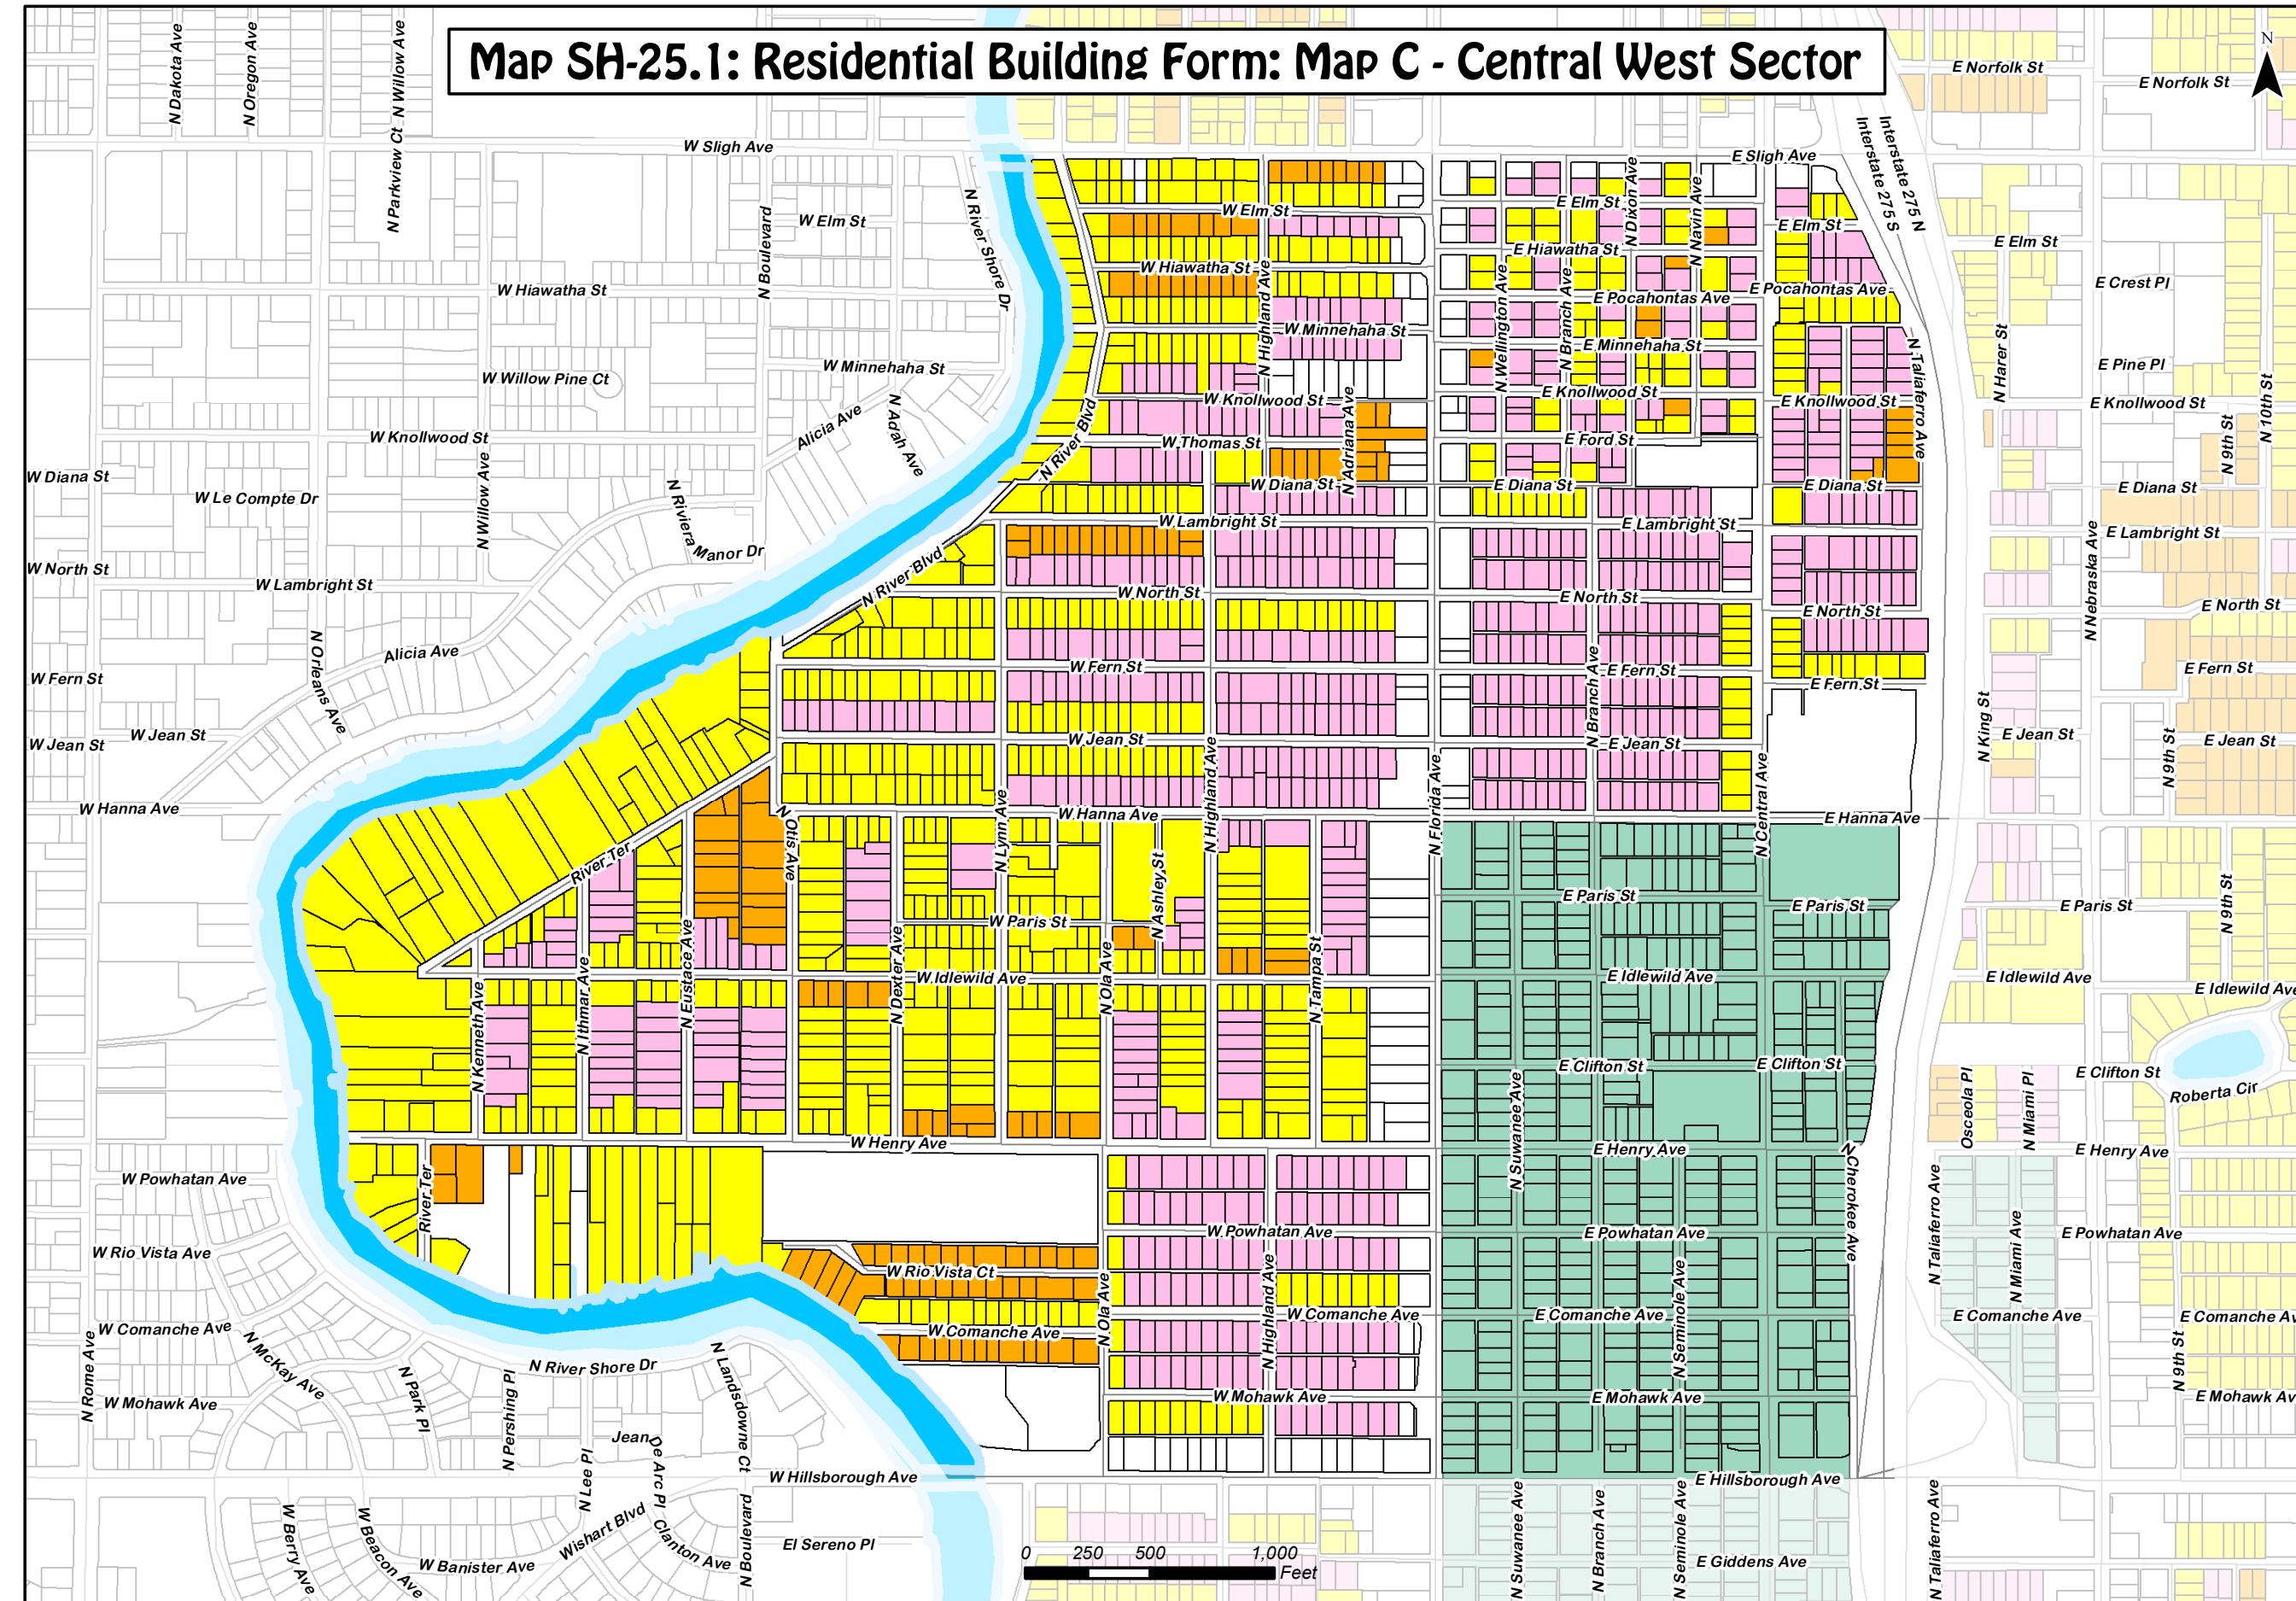 Map SH-25.1: Residential Building Form: Map C - Central West Sector
N
N Dakota Ave
N Oregon Ave
N Willow Ave
N Parkview Ct
E Norfolk St
E Norfolk St
W Sligh Ave
E Sligh Ave
Interstate 275 S
Interstate 275 N
N River Shore Dr
N Boulevard
W Elm St
W Elm St
E Elm St
E Elm St
E Elm St
N Dixon Ave
N Navin Ave
W Hiawatha St
W Hiawatha St
E Hiawatha St
N Highland Ave
N Wellington Ave
N Branch Ave
E Pocahontas Ave
E Pocahontas Ave
E Crest Pl
W Minnehaha St
W Minnehaha St
E Minnehaha St
N Taliaferro Ave
N Harer St
E Pine Pl
N 10th St
W Willow Pine Ct
Alicia Ave
N Adah Ave
N River Blvd
W Knollwood St
W Knollwood St
E Knollwood St
E Knollwood St
E Knollwood St
N Adriana Ave
W Thomas St
E Ford St
N 9th St
W Diana St
W Diana St
E Diana St
E Diana St
E Diana St
W Le Compte Dr
N Willow Ave
N Riviera
Manor Dr
W Lambright St
W Lambright St
E Lambright St
E Lambright St
N River Blvd
N Nebraska Ave
W North St
W North St
E North St
E North St
E North St
N Orleans Ave
Alicia Ave
W Fern St
W Fern St
E Fern St
E Fern St
E Fern St
N Branch Ave
N King St
W Jean St
W Jean St
W Jean St
E Jean St
E Jean St
E Jean St
N 9th St
W Hanna Ave
W Hanna Ave
E Hanna Ave
N Otis Ave
N Lynn Ave
N Highland Ave
N Florida Ave
N Central Ave
River Ter
N Ashley St
W Paris St
E Paris St
E Paris St
E Paris St
N 9th St
N Eustace Ave
N Dexter Ave
N Ola Ave
N Tampa St
N Kenneth Ave
N Ithmar Ave
W Idlewild Ave
E Idlewild Ave
E Idlewild Ave
E Idlewild Ave
E Clifton St
E Clifton St
E Clifton St
Roberta Cir
N Suwanee Ave
Osceola Pl
N Miami Pl
W Henry Ave
E Henry Ave
E Henry Ave
N Cherokee Ave
N Taliaferro Ave
N Miami Ave
W Powhatan Ave
River Ter
W Powhatan Ave
E Powhatan Ave
E Powhatan Ave
W Rio Vista Ave
W Rio Vista Ct
N Ola Ave
N Highland Ave
N Seminole Ave
W Comanche Ave
W Comanche Ave
W Comanche Ave
E Comanche Ave
E Comanche Ave
E Comanche Av
N Rome Ave
N McKay Ave
N River Shore Dr
N Park Pl
N Pershing Pl
N Landsdowne Ct
N 9th St
W Mohawk Ave
W Mohawk Ave
E Mohawk Ave
E Mohawk Av
Jean
De Arc Pl
N Lee Pl
W Hillsborough Ave
E Hillsborough Ave
W Berry Ave
W Beacon Ave
W Banister Ave
Wishart Blvd
Clanton Ave
N Boulevard
El Sereno Pl
N Suwanee Ave
N Branch Ave
N Seminole Ave
E Giddens Ave
N Taliaferro Ave
0 250 500 1,000
Feet